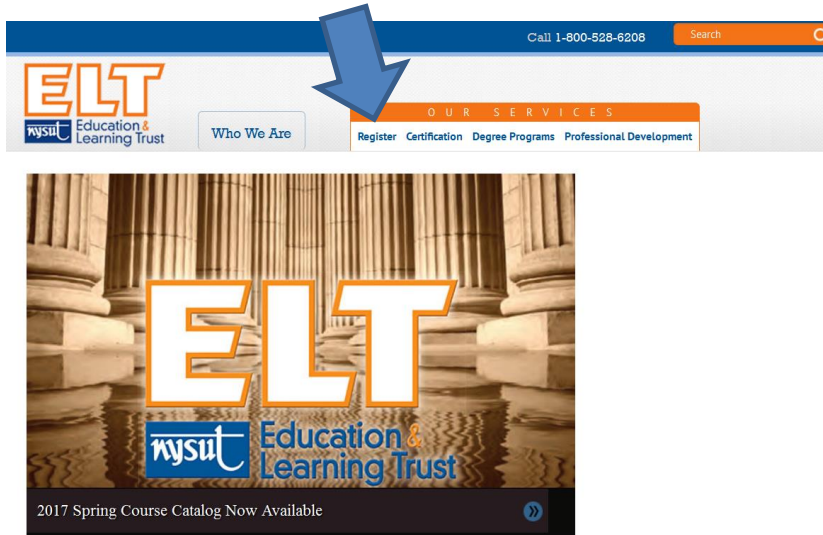 Call 1-800-528-6208
Search
ELT
nysut Education &
Learning Trust
Who We Are
OUR SERVICES
Register Certification Degree Programs Professional Development
ELT
nysut Education &
Learning Trust
2017 Spring Course Catalog Now Available